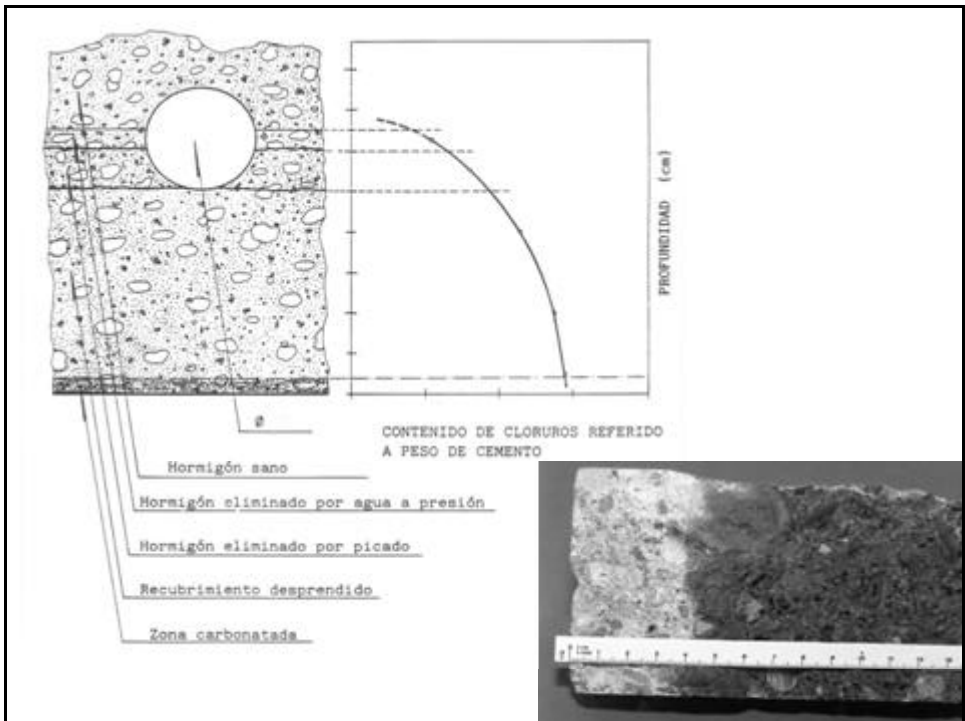 PROFUNDIDAD (cm)
CONTENIDO DE CLORUROS REFERIDO
A PESO DE CEMENTO
Ø
Hormigón sano
Hormigón eliminado por agua a presión
Hormigón eliminado por picado
Recubrimiento desprendido
Zona carbonatada